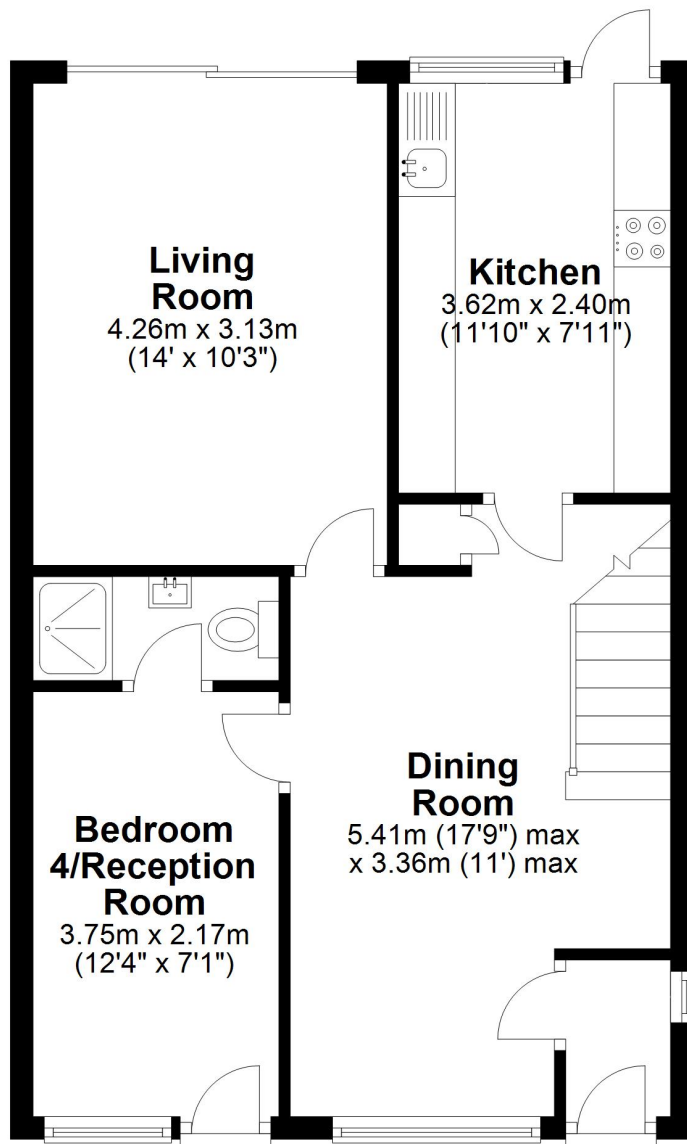 Living
Room
4.26m x 3.13m
(14' x 10'3")
Kitchen
3.62m x 2.40m
(11'10" x 7'11")
Dining
Room
5.41m (17'9") max
x 3.36m (11') max
Bedroom
4/Reception
Room
3.75m x 2.17m
(12'4" x 7'1")